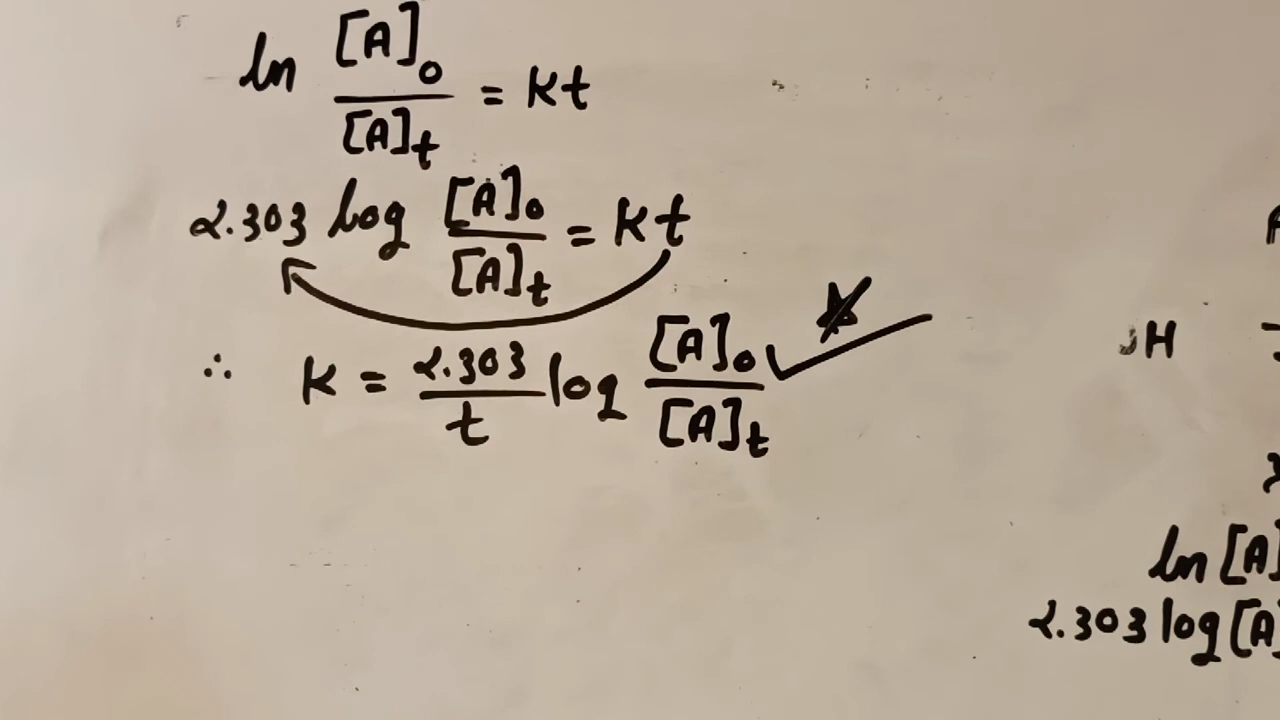 ln [A]₀ / [A]t = Kt
2.303 log [A]₀ / [A]t = Kt
∴ K = 2.303 / t log [A]₀ / [A]t
H
ln [A]
2.303 log [A]